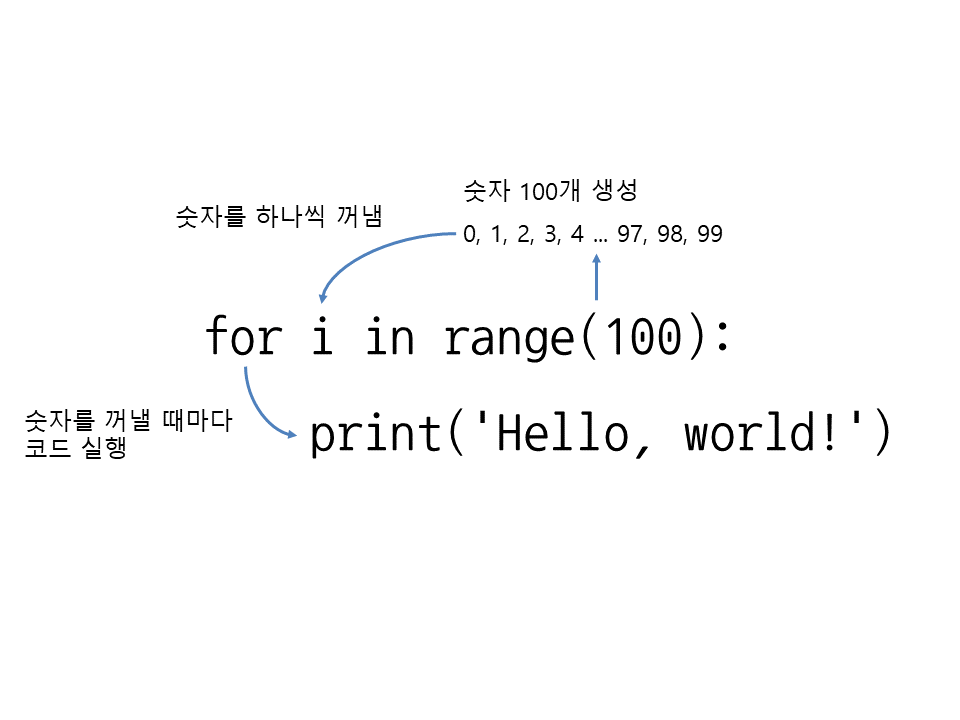 숫자 100개 생성
숫자를 하나씩 꺼냄
0, 1, 2, 3, 4 ... 97, 98, 99
for i in range(100):
숫자를 꺼낼 때마다
코드 실행
print('Hello, world!')